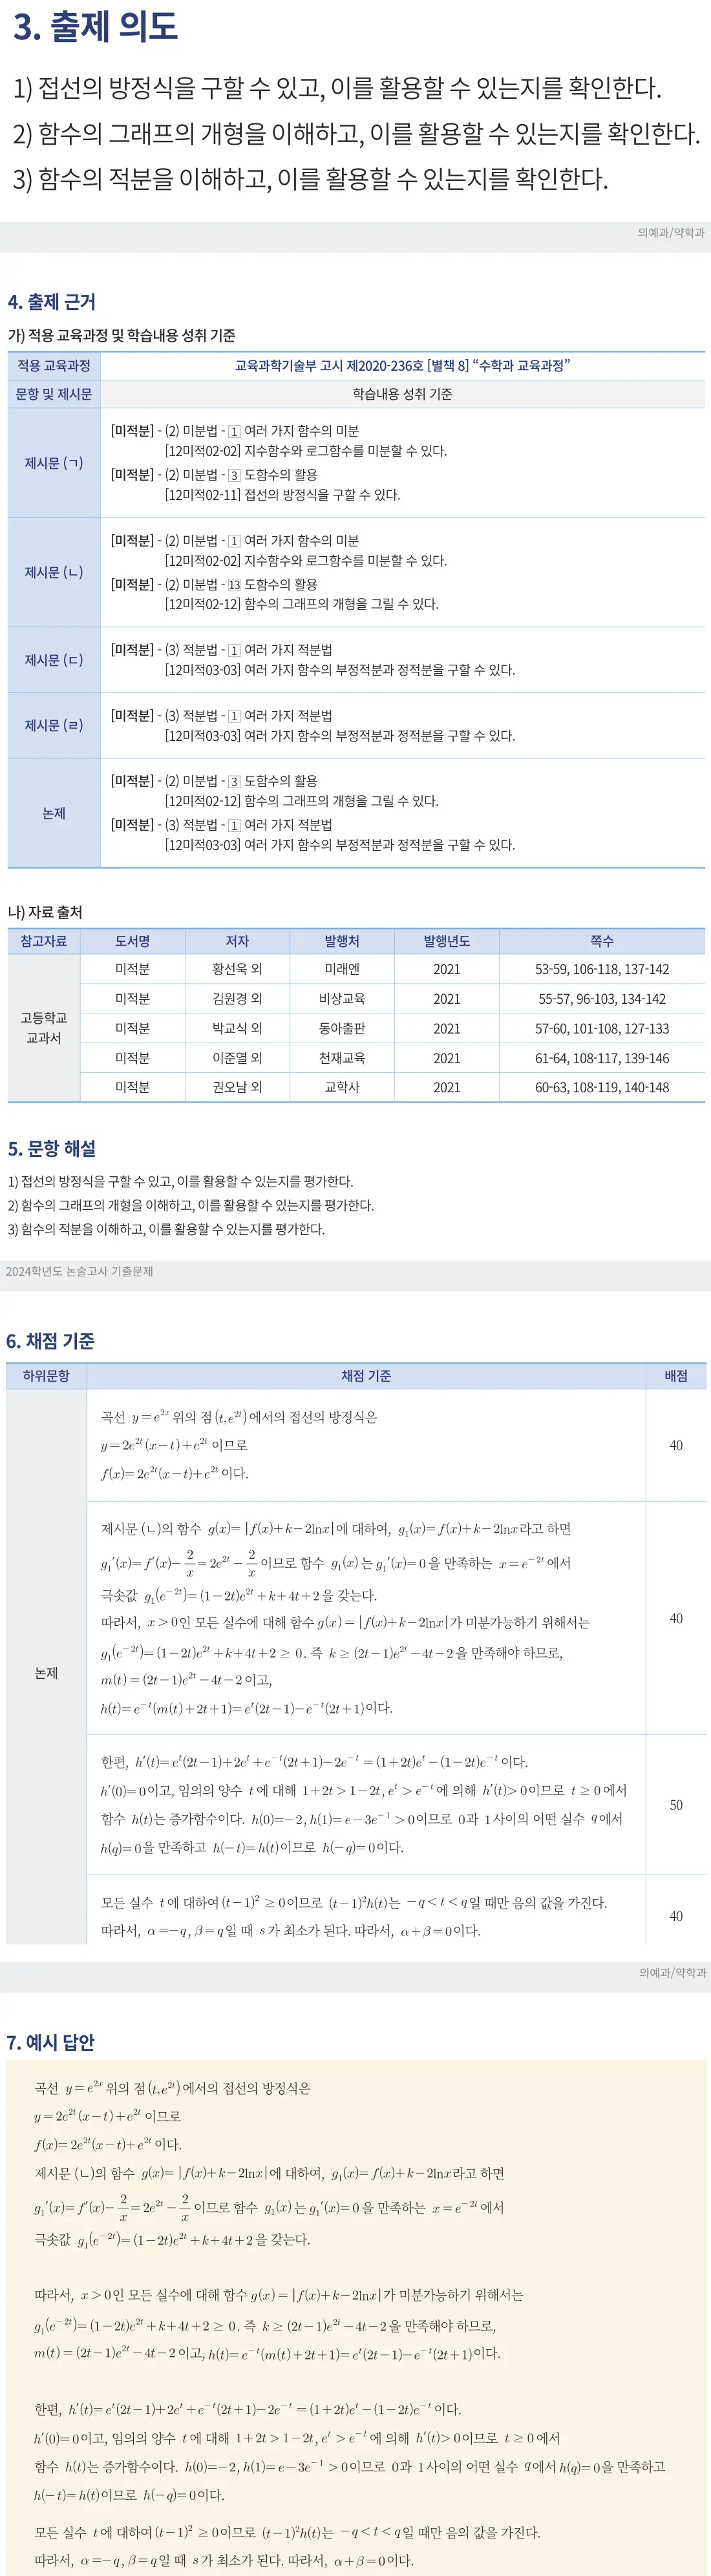 3. 출제 의도
1) 접선의 방정식을 구할 수 있고, 이를 활용할 수 있는지를 확인한다.
2) 함수의 그래프의 개형을 이해하고, 이를 활용할 수 있는지를 확인한다.
3) 함수의 적분을 이해하고, 이를 활용할 수 있는지를 확인한다.
의예과/약학과
4. 출제 근거
가) 적용 교육과정 및 학습내용 성취 기준
적용 교육과정 교육과학기술부 고시 제2020-236호 [별책 8] “수학과 교육과정”
문항 및 제시문 학습내용 성취 기준
제시문 (ㄱ)
[미적분] - (2) 미분법 - 1 여러 가지 함수의 미분
[12미적02-02] 지수함수와 로그함수를 미분할 수 있다.
[미적분] - (2) 미분법 - 3 도함수의 활용
[12미적02-11] 접선의 방정식을 구할 수 있다.
제시문 (ㄴ)
[미적분] - (2) 미분법 - 1 여러 가지 함수의 미분
[12미적02-02] 지수함수와 로그함수를 미분할 수 있다.
[미적분] - (2) 미분법 - 13 도함수의 활용
[12미적02-12] 함수의 그래프의 개형을 그릴 수 있다.
제시문 (ㄷ)
[미적분] - (3) 적분법 - 1 여러 가지 적분법
[12미적03-03] 여러 가지 함수의 부정적분과 정적분을 구할 수 있다.
제시문 (ㄹ)
[미적분] - (3) 적분법 - 1 여러 가지 적분법
[12미적03-03] 여러 가지 함수의 부정적분과 정적분을 구할 수 있다.
논제
[미적분] - (2) 미분법 - 3 도함수의 활용
[12미적02-12] 함수의 그래프의 개형을 그릴 수 있다.
[미적분] - (3) 적분법 - 1 여러 가지 적분법
[12미적03-03] 여러 가지 함수의 부정적분과 정적분을 구할 수 있다.
나) 자료 출처
참고자료 도서명 저자 발행처 발행년도 쪽수
고등학교 교과서
미적분 황선욱 외 미래엔 2021 53-59, 106-118, 137-142
미적분 김원경 외 비상교육 2021 55-57, 96-103, 134-142
미적분 박교식 외 동아출판 2021 57-60, 101-108, 127-133
미적분 이준열 외 천재교육 2021 61-64, 108-117, 139-146
미적분 권오남 외 교학사 2021 60-63, 108-119, 140-148
5. 문항 해설
1) 접선의 방정식을 구할 수 있고, 이를 활용할 수 있는지를 평가한다.
2) 함수의 그래프의 개형을 이해하고, 이를 활용할 수 있는지를 평가한다.
3) 함수의 적분을 이해하고, 이를 활용할 수 있는지를 평가한다.
2024학년도 논술고사 기출문제
6. 채점 기준
하위문항 채점 기준 배점
논제
곡선 y=e^{2x} 위의 점 (t,e^{2t})에서의 접선의 방정식은
y=2e^{2t}(x-t)+e^{2t} 이므로
f(x)=2e^{2t}(x-t)+e^{2t}이다.
40
제시문 (ㄴ)의 함수 g(x)=|f(x)+k-2lnx|에 대하여, g₁(x)=f(x)+k-2lnx라고 하면
g₁′(x)=f′(x)-2/x=2e^{2t}-2/x 이므로 함수 g₁(x)는 g₁′(x)=0을 만족하는 x=e^{-2t}에서
극솟값 g₁(e^{-2t})=(1-2t)e^{2t}+k+4t+2을 갖는다.
따라서, x>0인 모든 실수에 대해 함수 g(x)=|f(x)+k-2lnx|가 미분가능하기 위해서는
g₁(e^{-2t})=(1-2t)e^{2t}+k+4t+2≥0. 즉 k≥(2t-1)e^{2t}-4t-2을 만족해야 하므로,
m(t)=(2t-1)e^{2t}-4t-2이고,
h(t)=e^{-t}(m(t)+2t+1)=e^{t}(2t-1)-e^{-t}(2t+1)이다.
40
한편, h′(t)=e^{t}(2t-1)+2e^{t}+e^{-t}(2t+1)-2e^{-t}=(1+2t)e^{t}-(1-2t)e^{-t}이다.
h′(0)=0이고, 임의의 양수 t에 대해 1+2t>1-2t, e^{t}>e^{-t}에 의해 h′(t)>0이므로 t≥0에서
함수 h(t)는 증가함수이다. h(0)=-2, h(1)=e-3e^{-1}>0이므로 0과 1사이의 어떤 실수 q에서
h(q)=0을 만족하고 h(-t)=h(t)이므로 h(-q)=0이다.
50
모든 실수 t에 대하여 (t-1)²≥0이므로 (t-1)²h(t)는 -q<t<q일 때만 음의 값을 가진다.
따라서, α=-q, β=q일 때 s가 최소가 된다. 따라서, α+β=0이다.
40
의예과/약학과
7. 예시 답안
곡선 y=e^{2x} 위의 점 (t,e^{2t})에서의 접선의 방정식은
y=2e^{2t}(x-t)+e^{2t} 이므로
f(x)=2e^{2t}(x-t)+e^{2t}이다.
제시문 (ㄴ)의 함수 g(x)=|f(x)+k-2lnx|에 대하여, g₁(x)=f(x)+k-2lnx라고 하면
g₁′(x)=f′(x)-2/x=2e^{2t}-2/x 이므로 함수 g₁(x)는 g₁′(x)=0을 만족하는 x=e^{-2t}에서
극솟값 g₁(e^{-2t})=(1-2t)e^{2t}+k+4t+2을 갖는다.
따라서, x>0인 모든 실수에 대해 함수 g(x)=|f(x)+k-2lnx|가 미분가능하기 위해서는
g₁(e^{-2t})=(1-2t)e^{2t}+k+4t+2≥0. 즉 k≥(2t-1)e^{2t}-4t-2을 만족해야 하므로,
m(t)=(2t-1)e^{2t}-4t-2이고, h(t)=e^{-t}(m(t)+2t+1)=e^{t}(2t-1)-e^{-t}(2t+1)이다.
한편, h′(t)=e^{t}(2t-1)+2e^{t}+e^{-t}(2t+1)-2e^{-t}=(1+2t)e^{t}-(1-2t)e^{-t}이다.
h′(0)=0이고, 임의의 양수 t에 대해 1+2t>1-2t, e^{t}>e^{-t}에 의해 h′(t)>0이므로 t≥0에서
함수 h(t)는 증가함수이다. h(0)=-2, h(1)=e-3e^{-1}>0이므로 0과 1사이의 어떤 실수 q에서 h(q)=0을 만족하고
h(-t)=h(t)이므로 h(-q)=0이다.
모든 실수 t에 대하여 (t-1)²≥0이므로 (t-1)²h(t)는 -q<t<q일 때만 음의 값을 가진다.
따라서, α=-q, β=q일 때 s가 최소가 된다. 따라서, α+β=0이다.